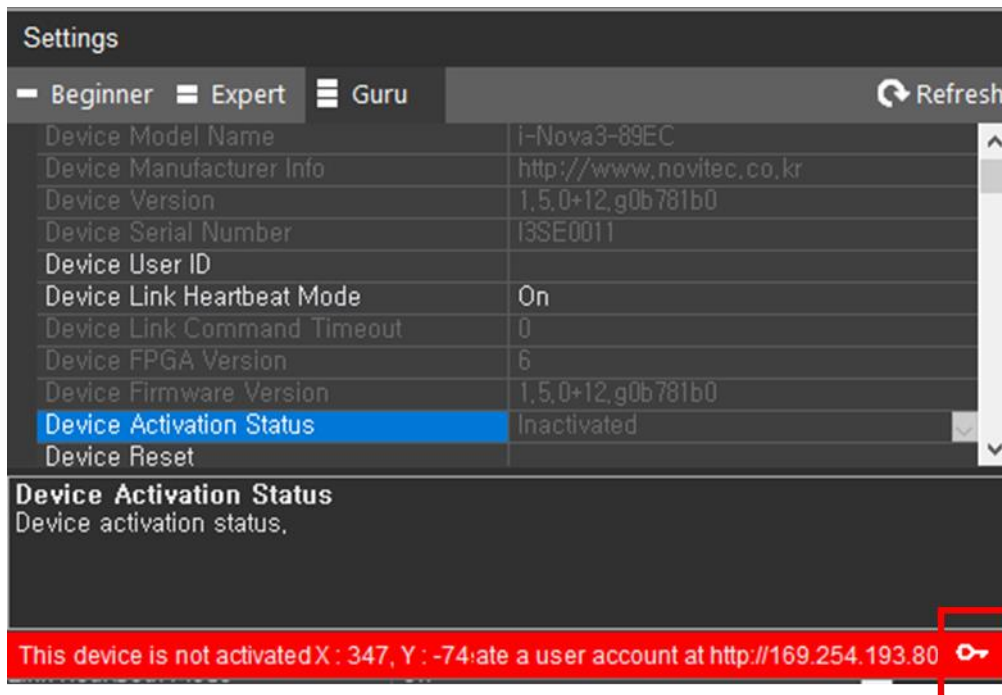 Settings
Beginner Expert Guru Refresh
Device Model Name i-Nova3-89EC
Device Manufacturer Info http://www.novitec.co.kr
Device Version 1.5.0+12.g0b781b0
Device Serial Number I3SE0011
Device User ID
Device Link Heartbeat Mode On
Device Link Command Timeout 0
Device FPGA Version 6
Device Firmware Version 1.5.0+12.g0b781b0
Device Activation Status Inactivated
Device Reset
Device Activation Status
Device activation status.
This device is not activated X : 347, Y : -74 ate a user account at http://169.254.193.80